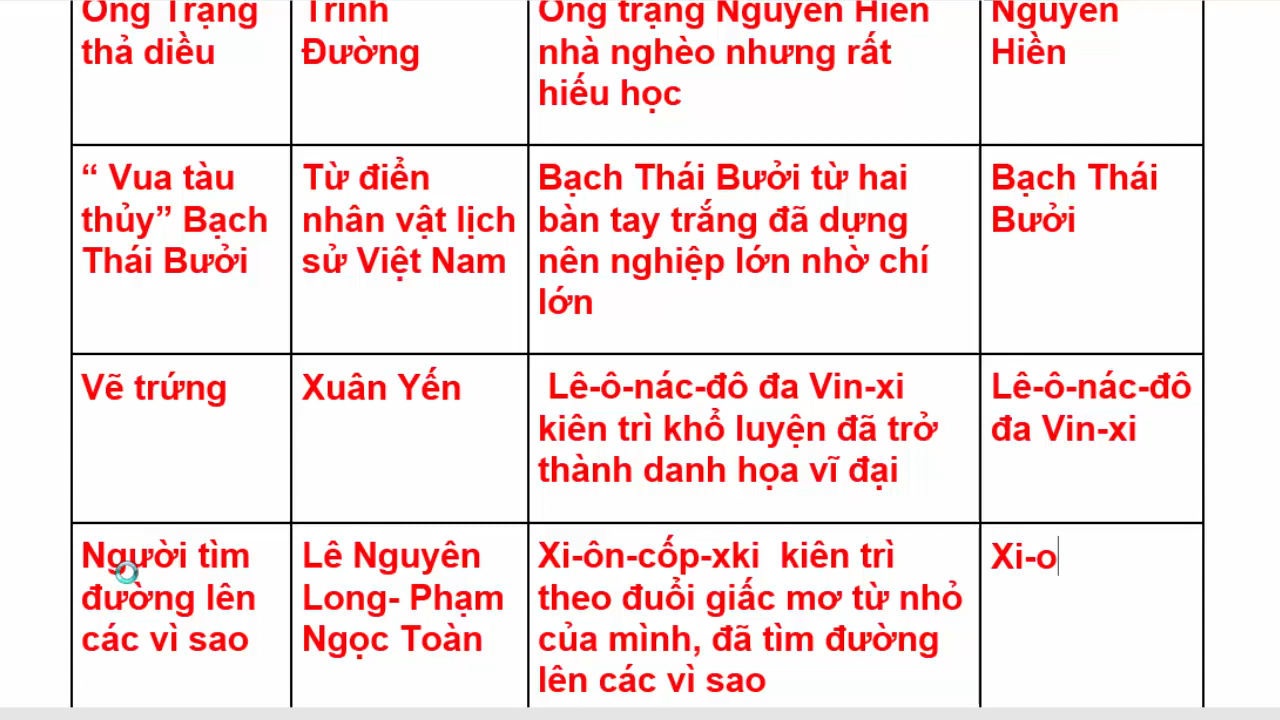 Ông Trạng
thả diều
Trinh
Đường
Ông trạng Nguyễn Hiền
nhà nghèo nhưng rất
hiếu học
Nguyễn
Hiền
“ Vua tàu
thủy” Bạch
Thái Bưởi
Từ điển
nhân vật lịch
sử Việt Nam
Bạch Thái Bưởi từ hai
bàn tay trắng đã dựng
nên nghiệp lớn nhờ chí
lớn
Bạch Thái
Bưởi
Vẽ trứng
Xuân Yến
Lê-ô-nác-đô đa Vin-xi
kiên trì khổ luyện đã trở
thành danh họa vĩ đại
Lê-ô-nác-đô
đa Vin-xi
Người tìm
đường lên
các vì sao
Lê Nguyên
Long- Phạm
Ngọc Toàn
Xi-ôn-cốp-xki  kiên trì
theo đuổi giấc mơ từ nhỏ
của mình, đã tìm đường
lên các vì sao
Xi-o